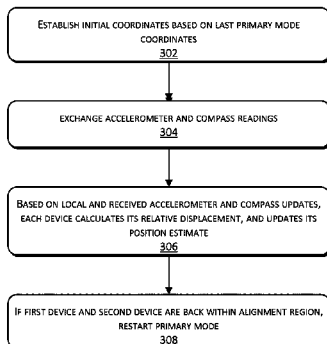 ESTABLISH INITIAL COORDINATES BASED ON LAST PRIMARY MODE
COORDINATES
302
EXCHANGE ACCELEROMETER AND COMPASS READINGS
304
BASED ON LOCAL AND RECEIVED ACCELEROMETER AND COMPASS UPDATES,
EACH DEVICE CALCULATES ITS RELATIVE DISPLACEMENT, AND UPDATES ITS
POSITION ESTIMATE
306
IF FIRST DEVICE AND SECOND DEVICE ARE BACK WITHIN ALIGNMENT REGION,
RESTART PRIMARY MODE
308